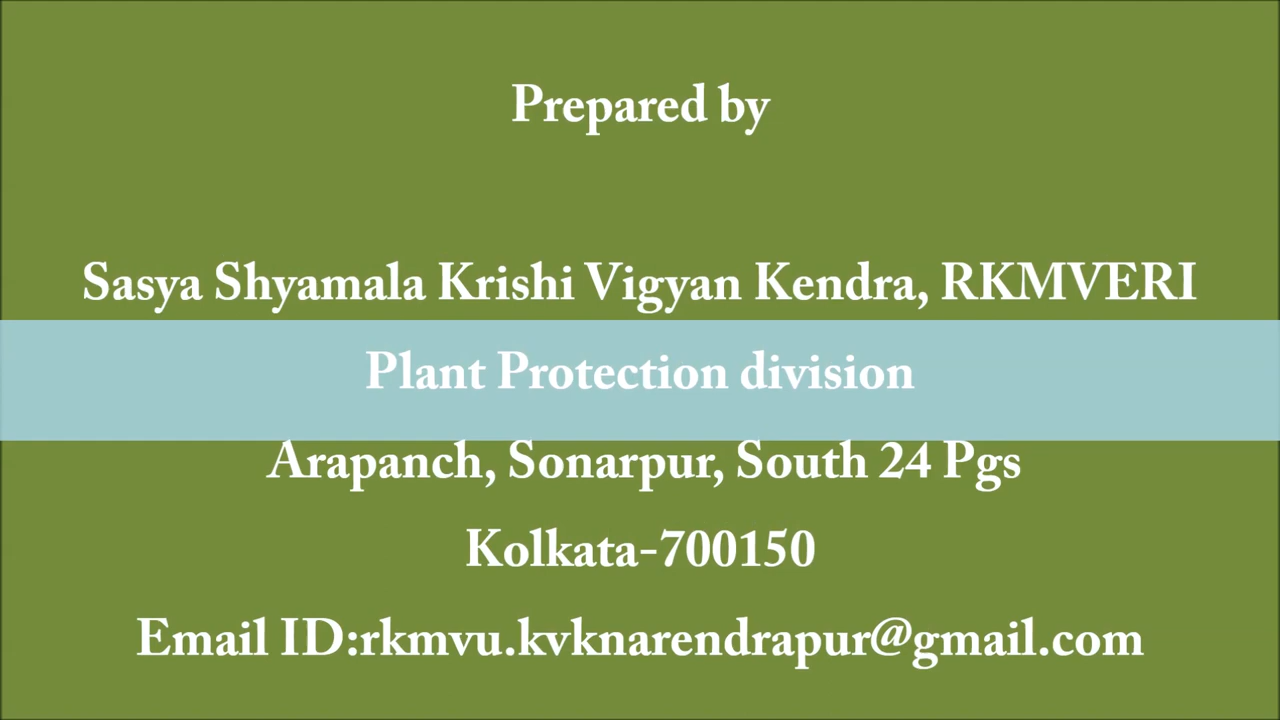 Prepared by
Sasya Shyamala Krishi Vigyan Kendra, RKMVERI
Plant Protection division
Arapanch, Sonarpur, South 24 Pgs
Kolkata-700150
Email ID:rkmvu.kvknarendrapur@gmail.com